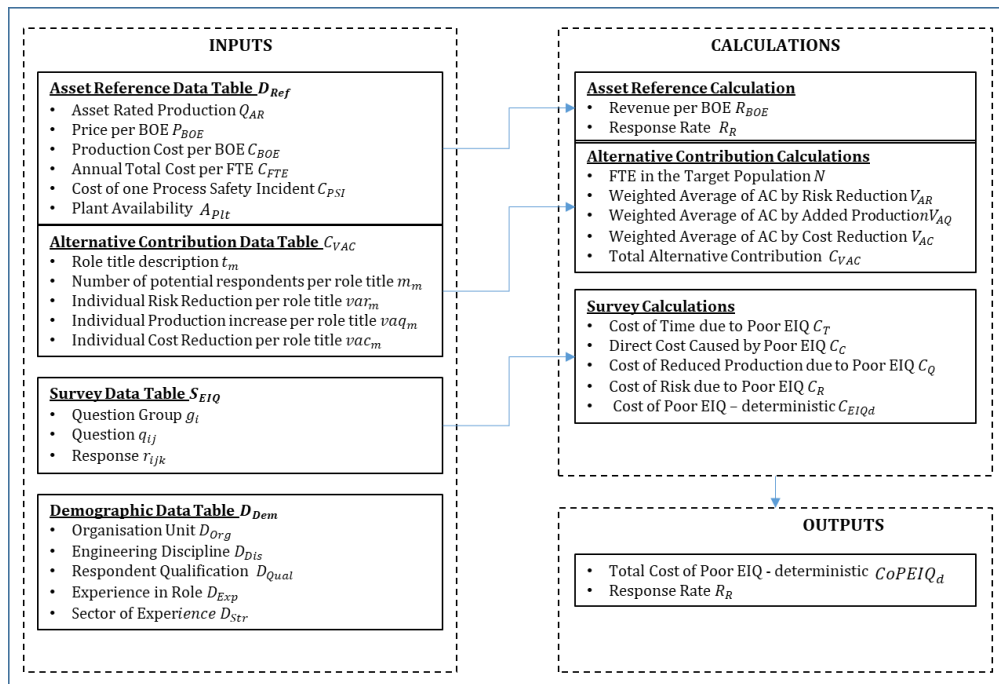 INPUTS
Asset Reference Data Table D_Ref
• Asset Rated Production Q_AR
• Price per BOE P_BOE
• Production Cost per BOE C_BOE
• Annual Total Cost per FTE C_FTE
• Cost of one Process Safety Incident C_PSI
• Plant Availability A_Plt
Alternative Contribution Data Table C_VAC
• Role title description t_m
• Number of potential respondents per role title m_m
• Individual Risk Reduction per role title var_m
• Individual Production increase per role title vaq_m
• Individual Cost Reduction per role title vac_m
Survey Data Table S_EIQ
• Question Group g_i
• Question q_ij
• Response r_ijk
Demographic Data Table D_Dem
• Organisation Unit D_Org
• Engineering Discipline D_Dis
• Respondent Qualification D_Qual
• Experience in Role D_Exp
• Sector of Experience D_Str
CALCULATIONS
Asset Reference Calculation
• Revenue per BOE R_BOE
• Response Rate R_R
Alternative Contribution Calculations
• FTE in the Target Population N
• Weighted Average of AC by Risk Reduction V_AR
• Weighted Average of AC by Added Production V_AQ
• Weighted Average of AC by Cost Reduction V_AC
• Total Alternative Contribution C_VAC
Survey Calculations
• Cost of Time due to Poor EIQ C_T
• Direct Cost Caused by Poor EIQ C_C
• Cost of Reduced Production due to Poor EIQ C_Q
• Cost of Risk due to Poor EIQ C_R
• Cost of Poor EIQ – deterministic C_EIQd
OUTPUTS
• Total Cost of Poor EIQ - deterministic CoPEIQ_d
• Response Rate R_R